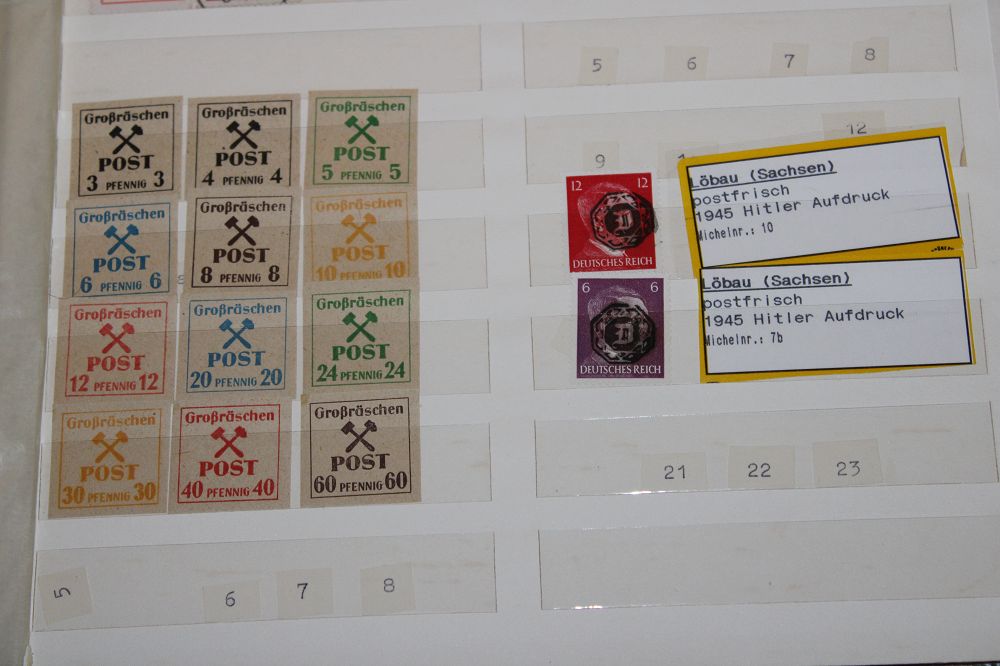 5 6 7 8
Großräschen
POST
3 PFENNIG 3
Großräschen
POST
4 PFENNIG 4
Großräschen
POST
5 PFENNIG 5
Großräschen
POST
6 PFENNIG 6
Großräschen
POST
8 PFENNIG 8
Großräschen
POST
10 PFENNIG 10
Großräschen
POST
12 PFENNIG 12
Großräschen
POST
20 PFENNIG 20
Großräschen
POST
24 PFENNIG 24
Großräschen
POST
30 PFENNIG 30
Großräschen
POST
40 PFENNIG 40
Großräschen
POST
60 PFENNIG 60
9 12
12 12
DEUTSCHES REICH
Löbau (Sachsen)
postfrisch
1945 Hitler Aufdruck
Michelnr.: 10
6 6
DEUTSCHES REICH
Löbau (Sachsen)
postfrisch
1945 Hitler Aufdruck
Michelnr.: 7b
21 22 23
5 6 7 8